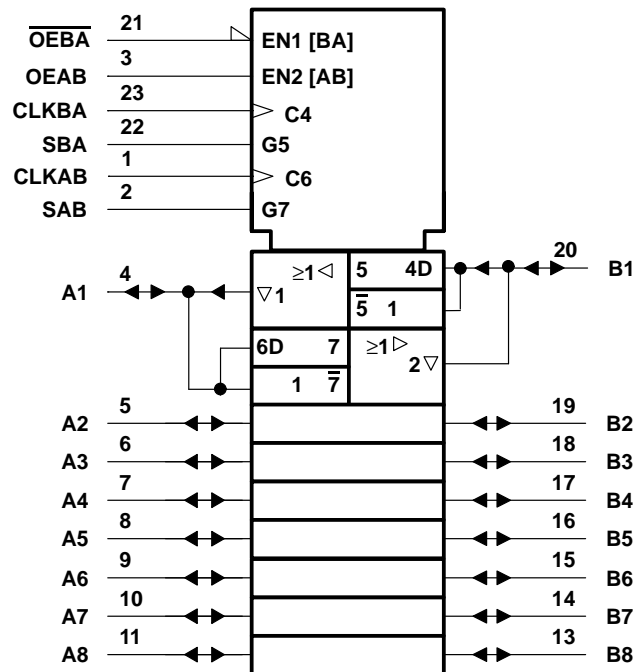 OEBA 21 EN1 [BA]
OEAB 3 EN2 [AB]
CLKBA 23 C4
SBA 22 G5
CLKAB 1 C6
SAB 2 G7
A1 4 ≥1 ▽1 5 4D 20 B1
5̅ 1
6D 7 ≥1 2▽
1 7̅
A2 5 19 B2
A3 6 18 B3
A4 7 17 B4
A5 8 16 B5
A6 9 15 B6
A7 10 14 B7
A8 11 13 B8